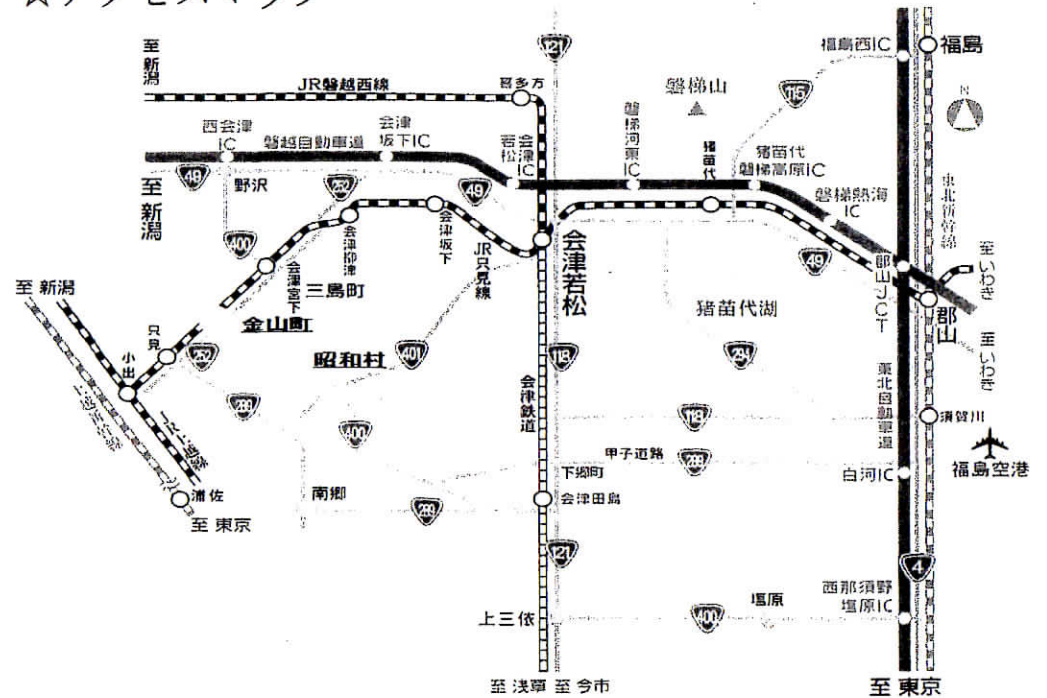 ☆アクセスマップ
至新潟
JR磐越西線
喜多方
121
福島西IC
福島
磐梯山
115
N
西会津IC
磐越自動車道
会津坂下IC
会津若松IC
磐梯河東IC
猪苗代
猪苗代磐梯高原IC
磐梯熱海IC
東北新幹線
49
野沢
252
49
至新潟
400
会津柳津
会津坂下
JR只見線
会津若松
49
郡山JCT
至いわき
至 新潟
会津宮下
三島町
金山町
猪苗代湖
郡山
至いわき
只見
小出
252
昭和村
401
118
294
東北自動車道
289
400
会津鉄道
118
須賀川
甲子道路
289
福島空港
下郷町
白河IC
浦佐
南郷
289
会津田島
至 東京
121
4
西那須野塩原IC
上三依
400
塩原
至 浅草
至 今市
至 東京